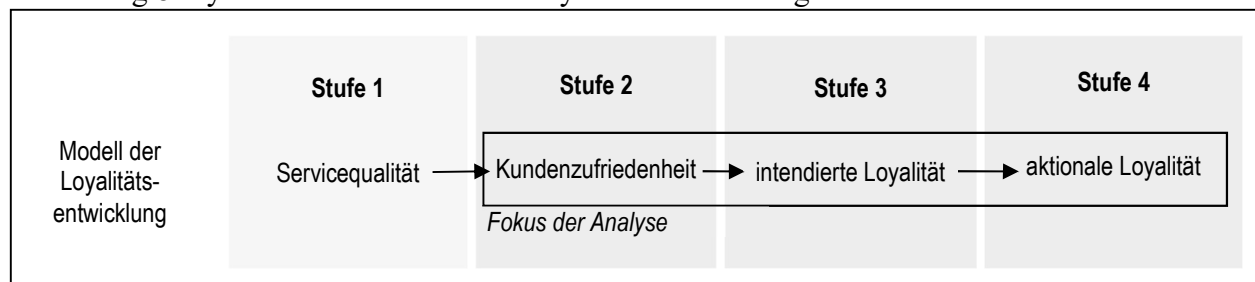 Stufe 1
Stufe 2
Stufe 3
Stufe 4
Modell der
Loyalitäts-
entwicklung
Servicequalität
Kundenzufriedenheit
intendierte Loyalität
aktionale Loyalität
Fokus der Analyse